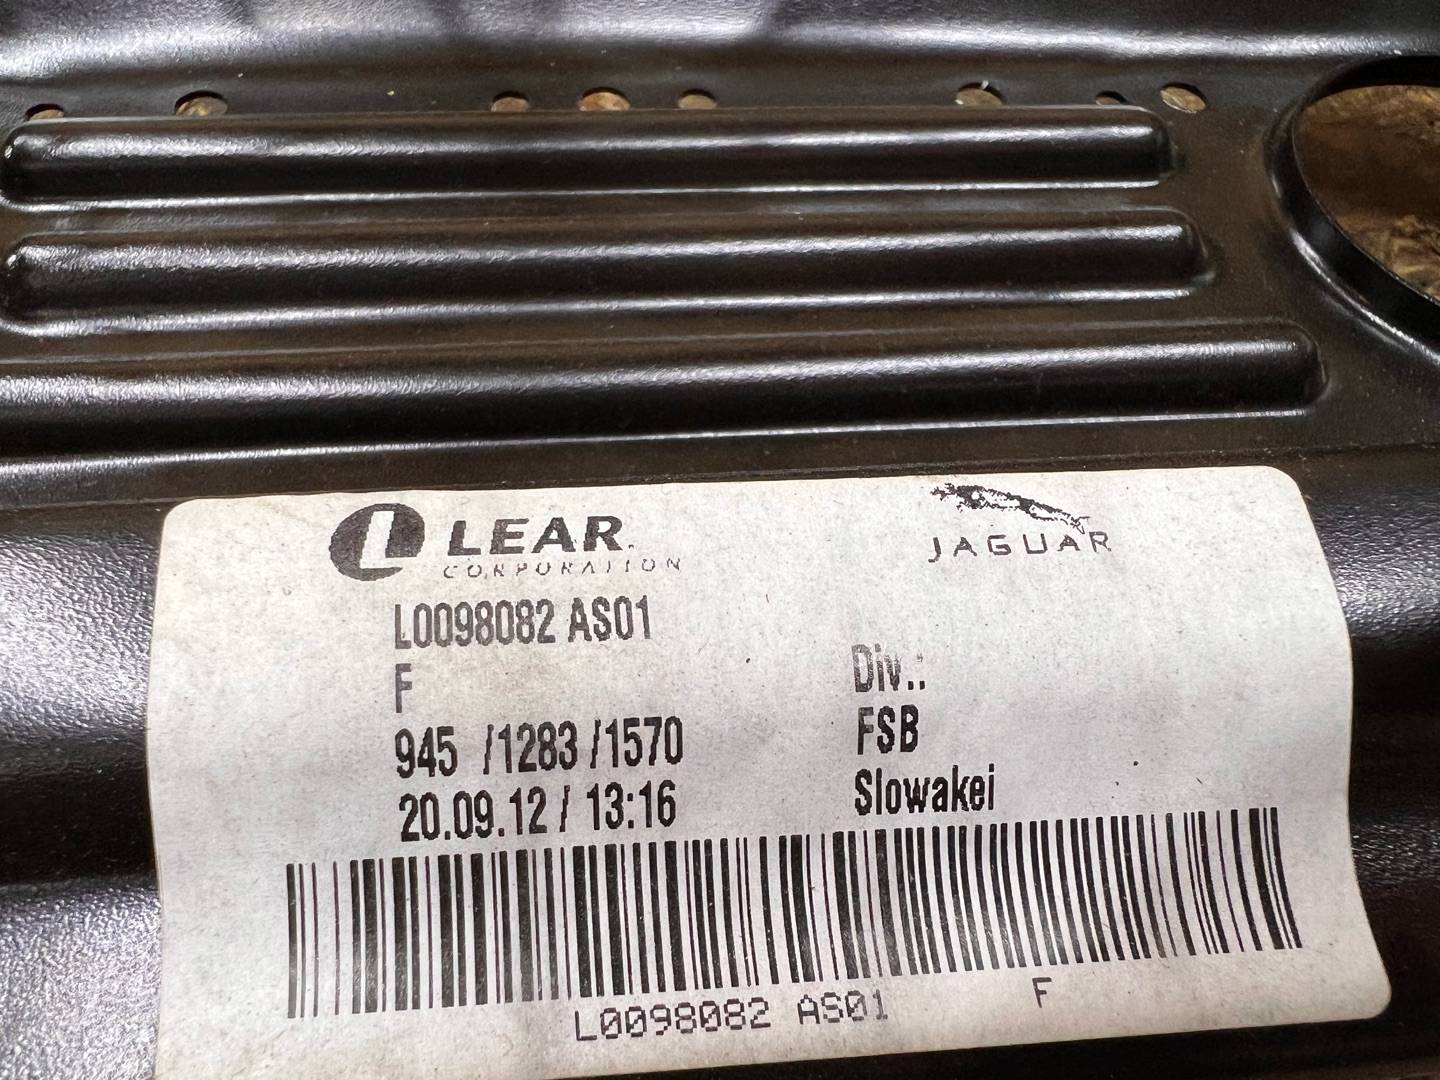 LEAR.
CORPORATION
JAGUAR
L0098082 AS01
F
945 /1283 /1570
20.09.12 / 13:16
Div.:
FSB
Slowakei
L0098082 AS01 F